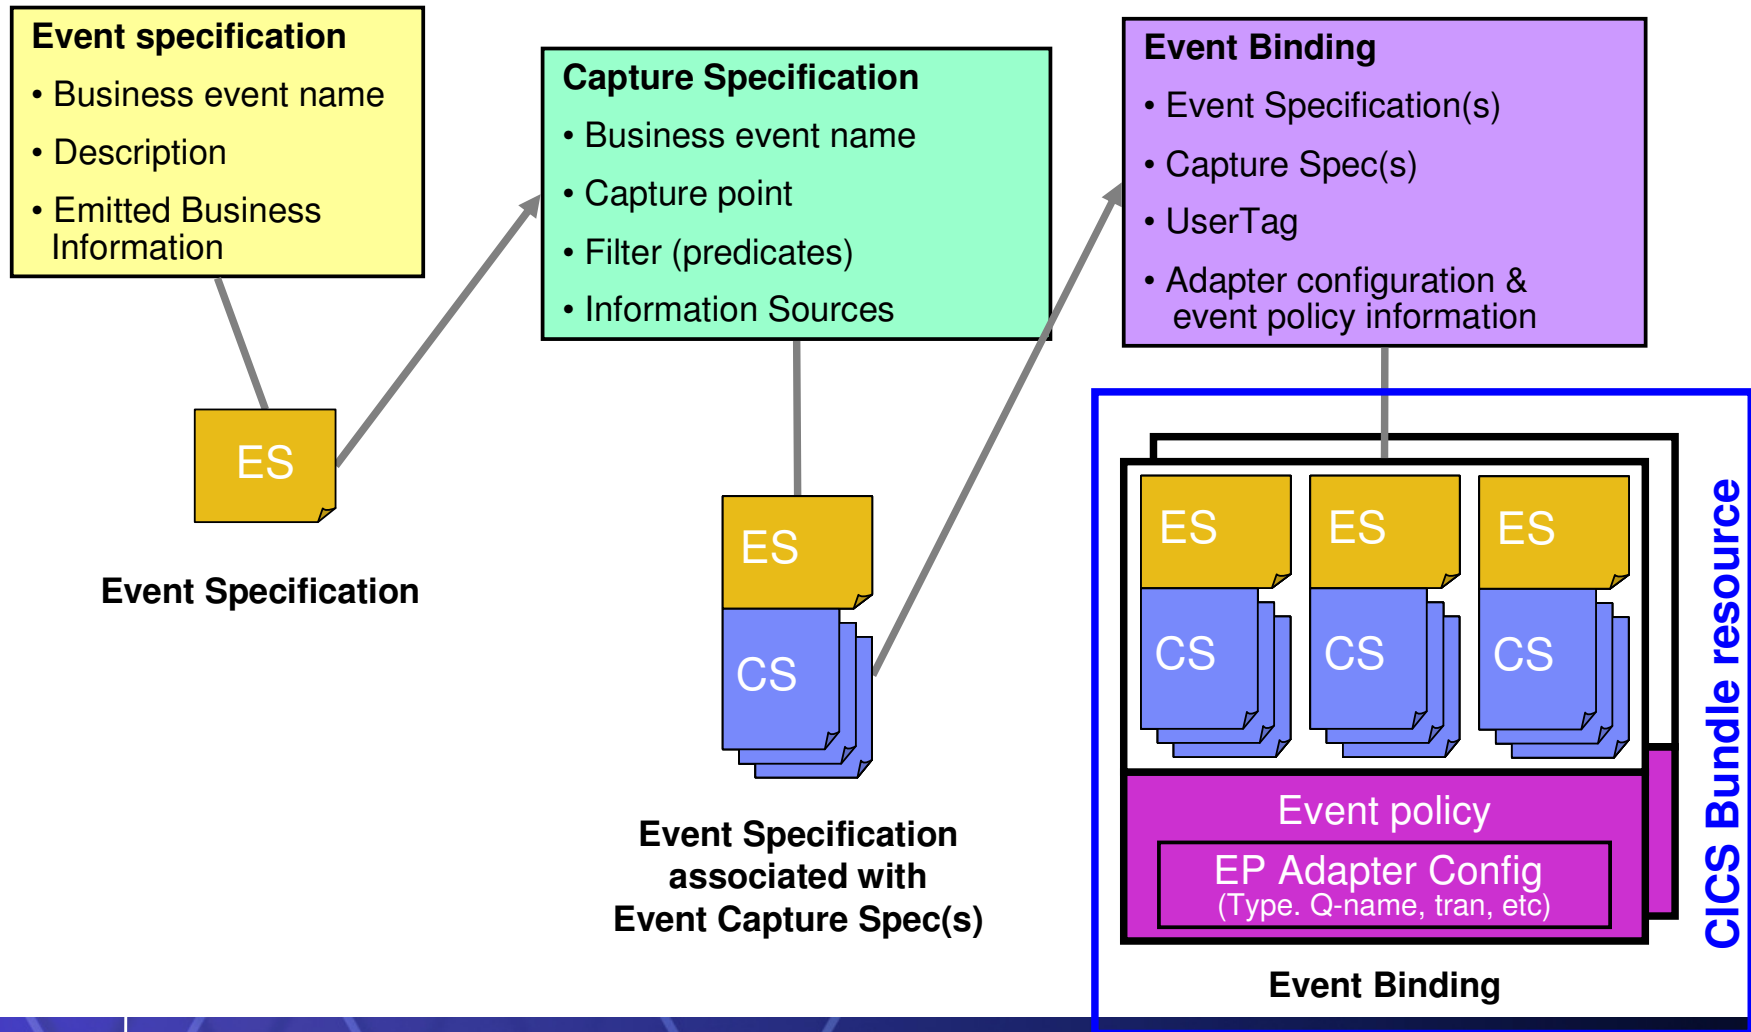 Event specification
• Business event name
• Description
• Emitted Business
Information
Capture Specification
• Business event name
• Capture point
• Filter (predicates)
• Information Sources
Event Binding
• Event Specification(s)
• Capture Spec(s)
• UserTag
• Adapter configuration &
event policy information
ES
Event Specification
ES
CS
Event Specification
associated with
Event Capture Spec(s)
ES ES ES
CS CS CS
Event policy
EP Adapter Config
(Type. Q-name, tran, etc)
Event Binding
CICS Bundle resource